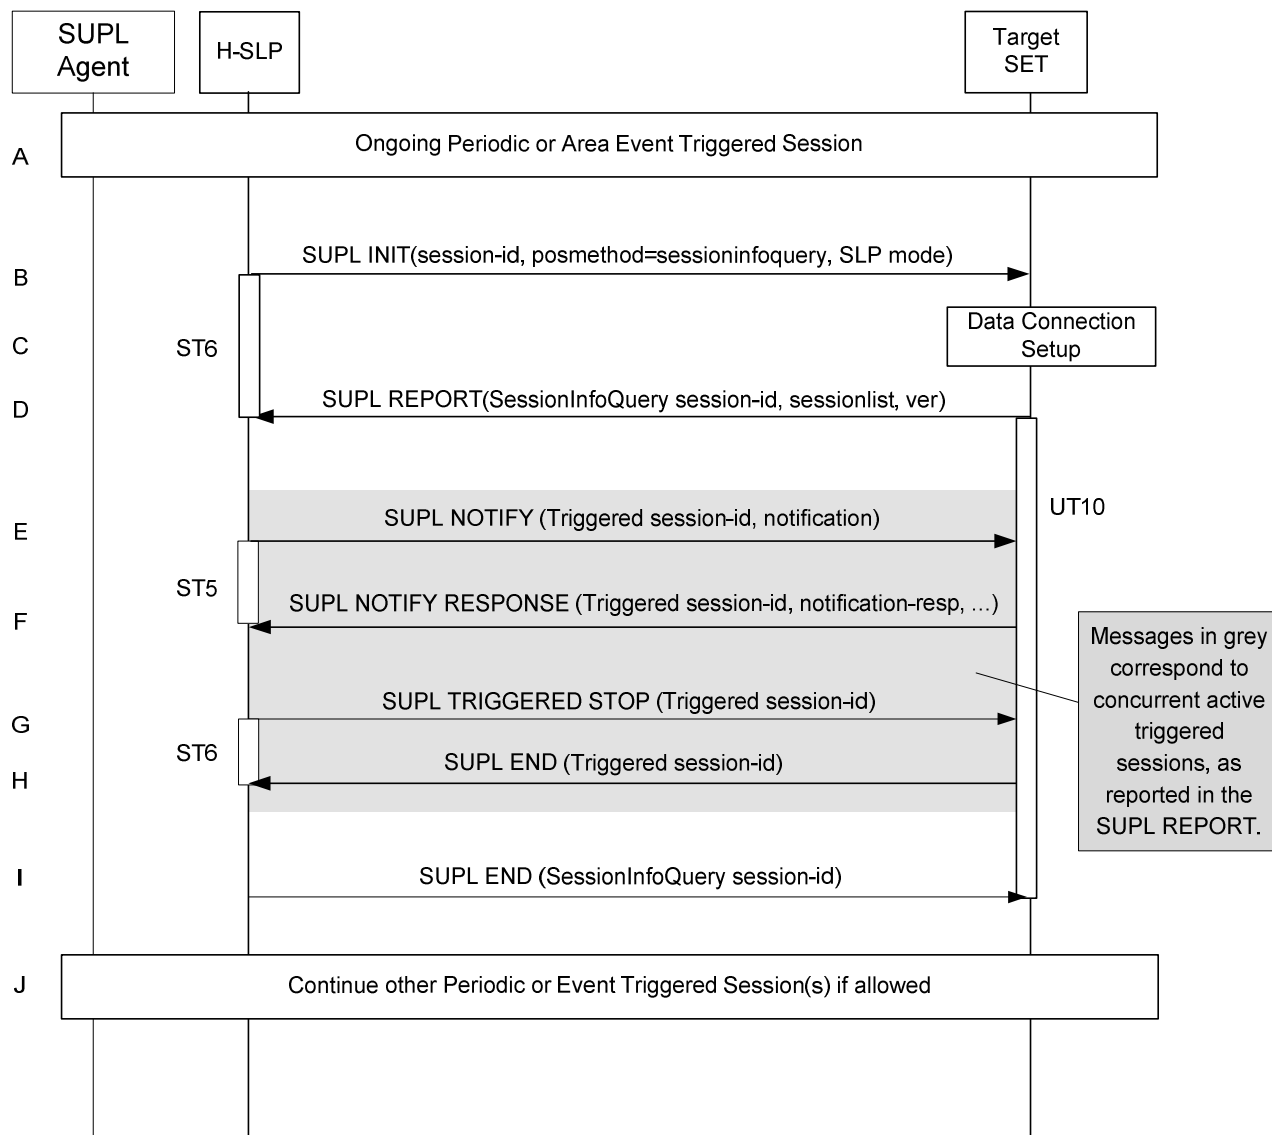 SUPL
Agent
H-SLP
Target
SET
A
Ongoing Periodic or Area Event Triggered Session
SUPL INIT(session-id, posmethod=sessioninfoquery, SLP mode)
B
Data Connection
Setup
C
ST6
SUPL REPORT(SessionInfoQuery session-id, sessionlist, ver)
D
UT10
SUPL NOTIFY (Triggered session-id, notification)
E
ST5
SUPL NOTIFY RESPONSE (Triggered session-id, notification-resp, …)
F
Messages in grey
correspond to
concurrent active
triggered
sessions, as
reported in the
SUPL REPORT.
SUPL TRIGGERED STOP (Triggered session-id)
G
ST6
SUPL END (Triggered session-id)
H
SUPL END (SessionInfoQuery session-id)
I
J
Continue other Periodic or Event Triggered Session(s) if allowed